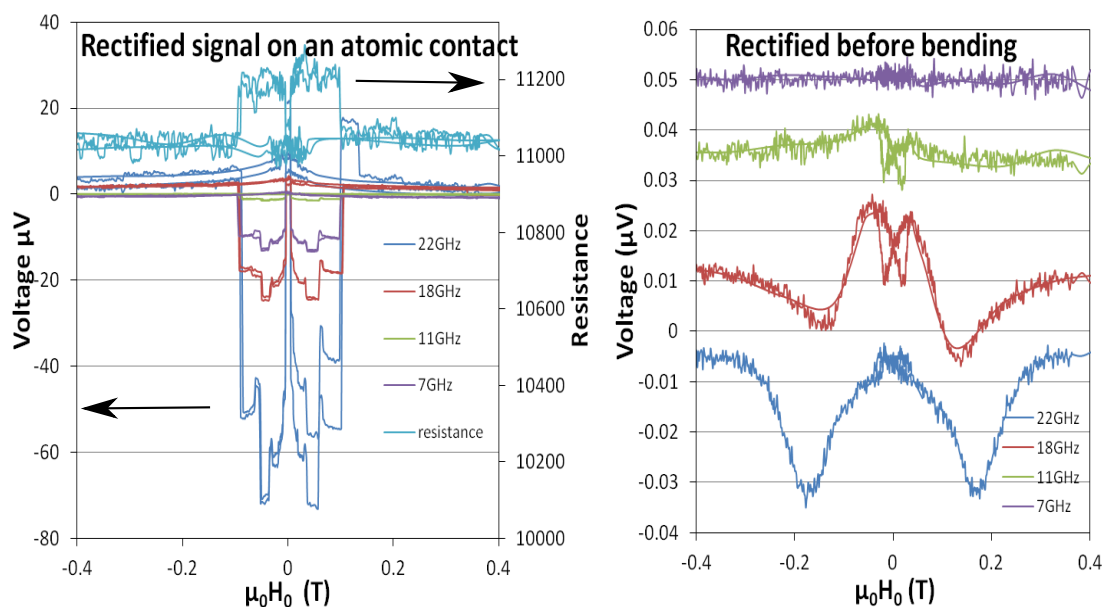 Rectified signal on an atomic contact
Voltage µV
40
20
0
-20
-40
-60
-80
11200
11000
10800
10600
10400
10200
10000
Resistance
22GHz
18GHz
11GHz
7GHz
resistance
-0.4
-0.2
0
0.2
0.4
µ0H0 (T)
Rectified before bending
Voltage (µV)
0.06
0.05
0.04
0.03
0.02
0.01
0
-0.01
-0.02
-0.03
-0.04
22GHz
18GHz
11GHz
7GHz
-0.4
-0.2
0
0.2
0.4
µ0H0 (T)